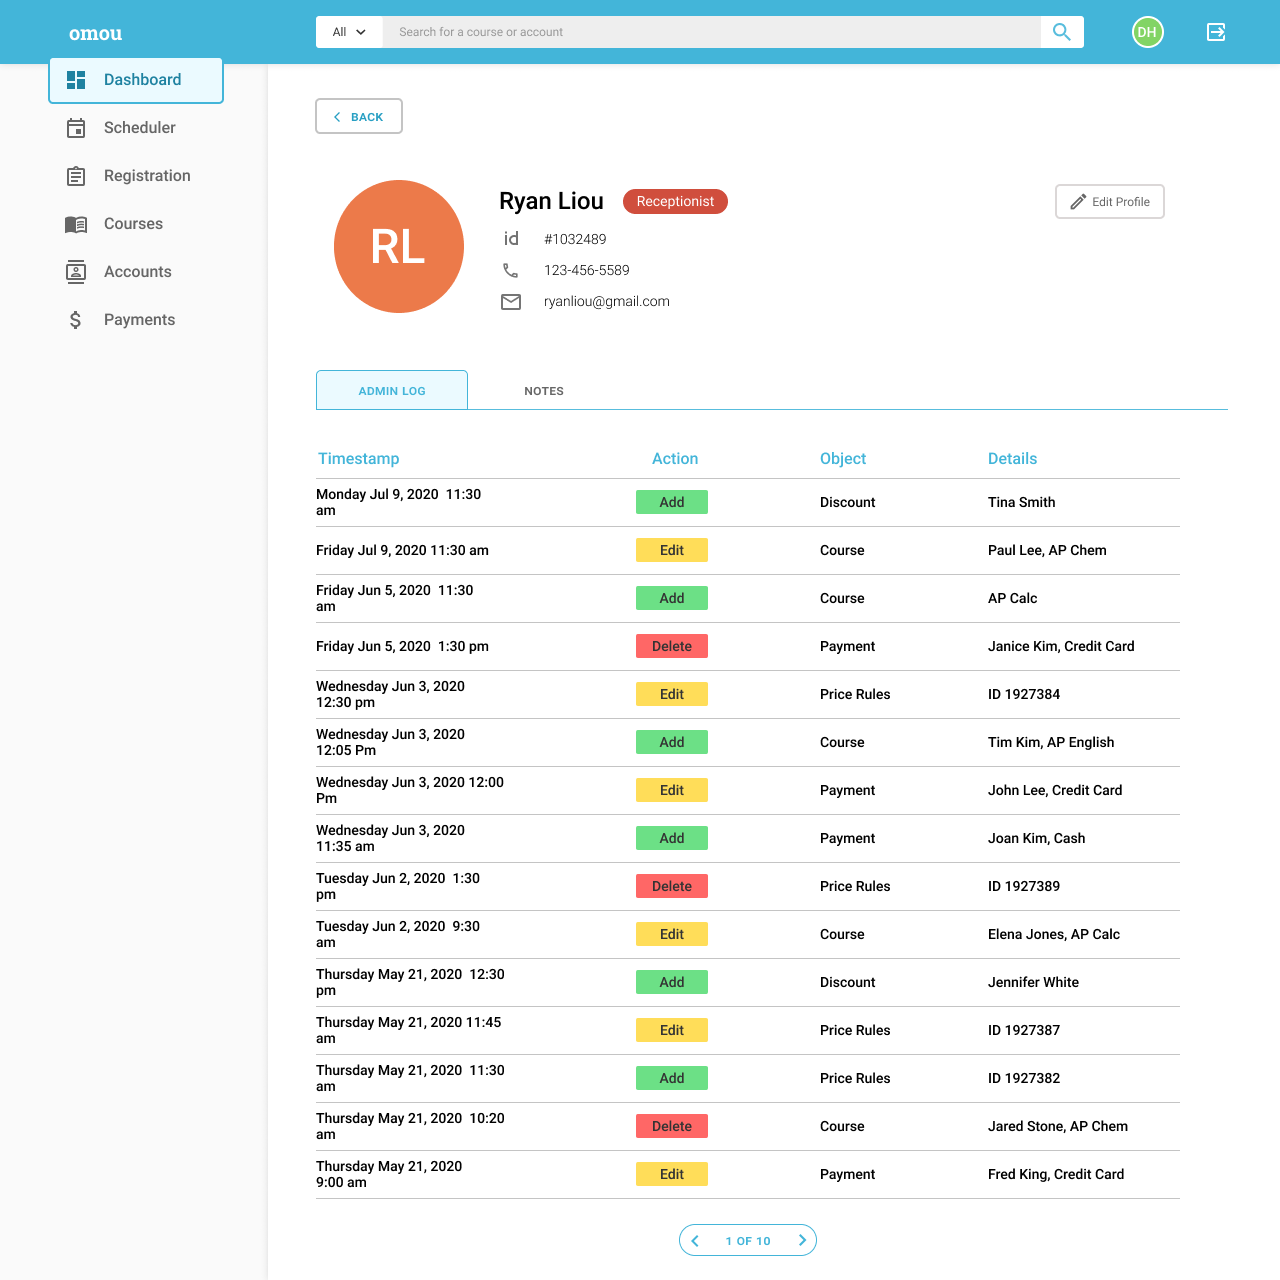 omou
All
Search for a course or account
DH
Dashboard
Scheduler
Registration
Courses
Accounts
Payments
BACK
RL
Ryan Liou
Receptionist
Edit Profile
id
#1032489
123-456-5589
ryanliou@gmail.com
ADMIN LOG
NOTES
Timestamp Action Object Details
Monday Jul 9, 2020  11:30
am
Add Discount Tina Smith
Friday Jul 9, 2020 11:30 am Edit Course Paul Lee, AP Chem
Friday Jun 5, 2020  11:30
am
Add Course AP Calc
Friday Jun 5, 2020  1:30 pm Delete Payment Janice Kim, Credit Card
Wednesday Jun 3, 2020
12:30 pm
Edit Price Rules ID 1927384
Wednesday Jun 3, 2020
12:05 Pm
Add Course Tim Kim, AP English
Wednesday Jun 3, 2020 12:00
Pm
Edit Payment John Lee, Credit Card
Wednesday Jun 3, 2020
11:35 am
Add Payment Joan Kim, Cash
Tuesday Jun 2, 2020  1:30
pm
Delete Price Rules ID 1927389
Tuesday Jun 2, 2020  9:30
am
Edit Course Elena Jones, AP Calc
Thursday May 21, 2020  12:30
pm
Add Discount Jennifer White
Thursday May 21, 2020 11:45
am
Edit Price Rules ID 1927387
Thursday May 21, 2020  11:30
am
Add Price Rules ID 1927382
Thursday May 21, 2020  10:20
am
Delete Course Jared Stone, AP Chem
Thursday May 21, 2020
9:00 am
Edit Payment Fred King, Credit Card
1 OF 10